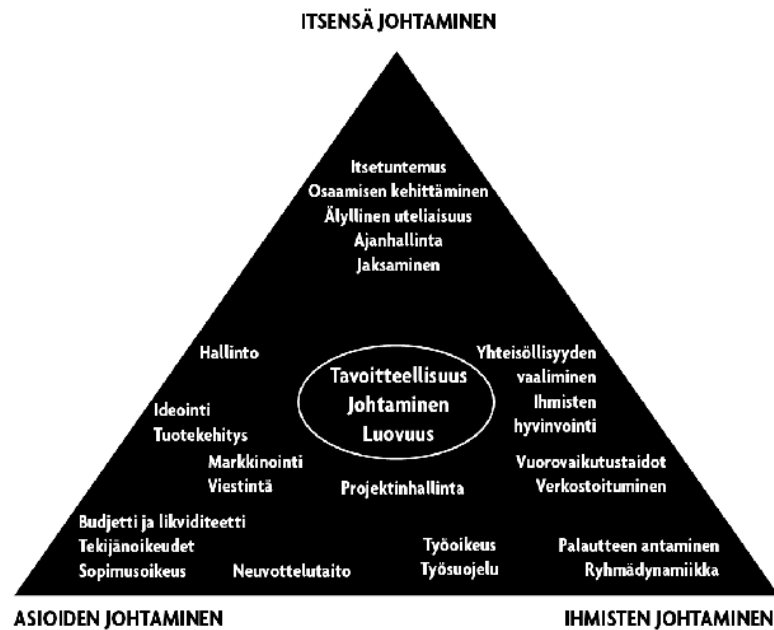 ITSENSÄ JOHTAMINEN
Itsetuntemus
Osaamisen kehittäminen
Älyllinen uteliaisuus
Ajanhallinta
Jaksaminen
Hallinto
Ideointi
Tuotekehitys
Markkinointi
Viestintä
Tavoitteellisuus
Johtaminen
Luovuus
Yhteisöllisyyden
vaaliminen
Ihmisten
hyvinvointi
Projektinhallinta
Vuorovaikutustaidot
Verkostoituminen
Budjetti ja likviditeetti
Tekijänoikeudet
Sopimusoikeus
Neuvottelutaito
Työoikeus
Työsuojelu
Palautteen antaminen
Ryhmädynamiikka
ASIOIDEN JOHTAMINEN
IHMISTEN JOHTAMINEN